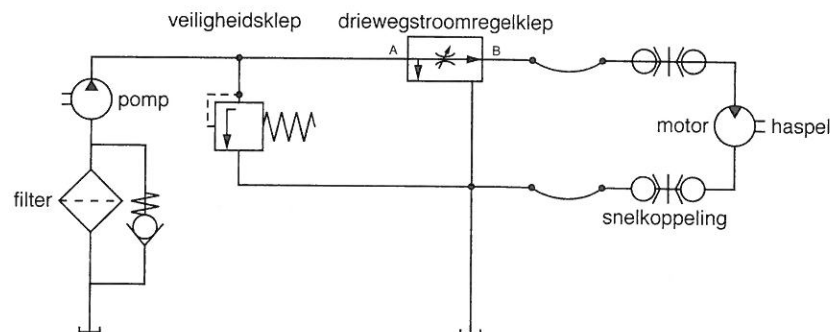 veiligheidsklep
driewegstroomregelklep
A
B
pomp
motor
haspel
filter
snelkoppeling